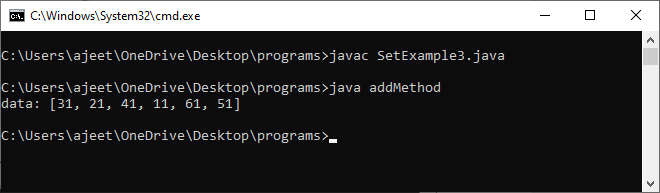 C:\Windows\System32\cmd.exe
C:\Users\ajeet\OneDrive\Desktop\programs>javac SetExample3.java
C:\Users\ajeet\OneDrive\Desktop\programs>java addMethod
data: [31, 21, 41, 11, 61, 51]
C:\Users\ajeet\OneDrive\Desktop\programs>